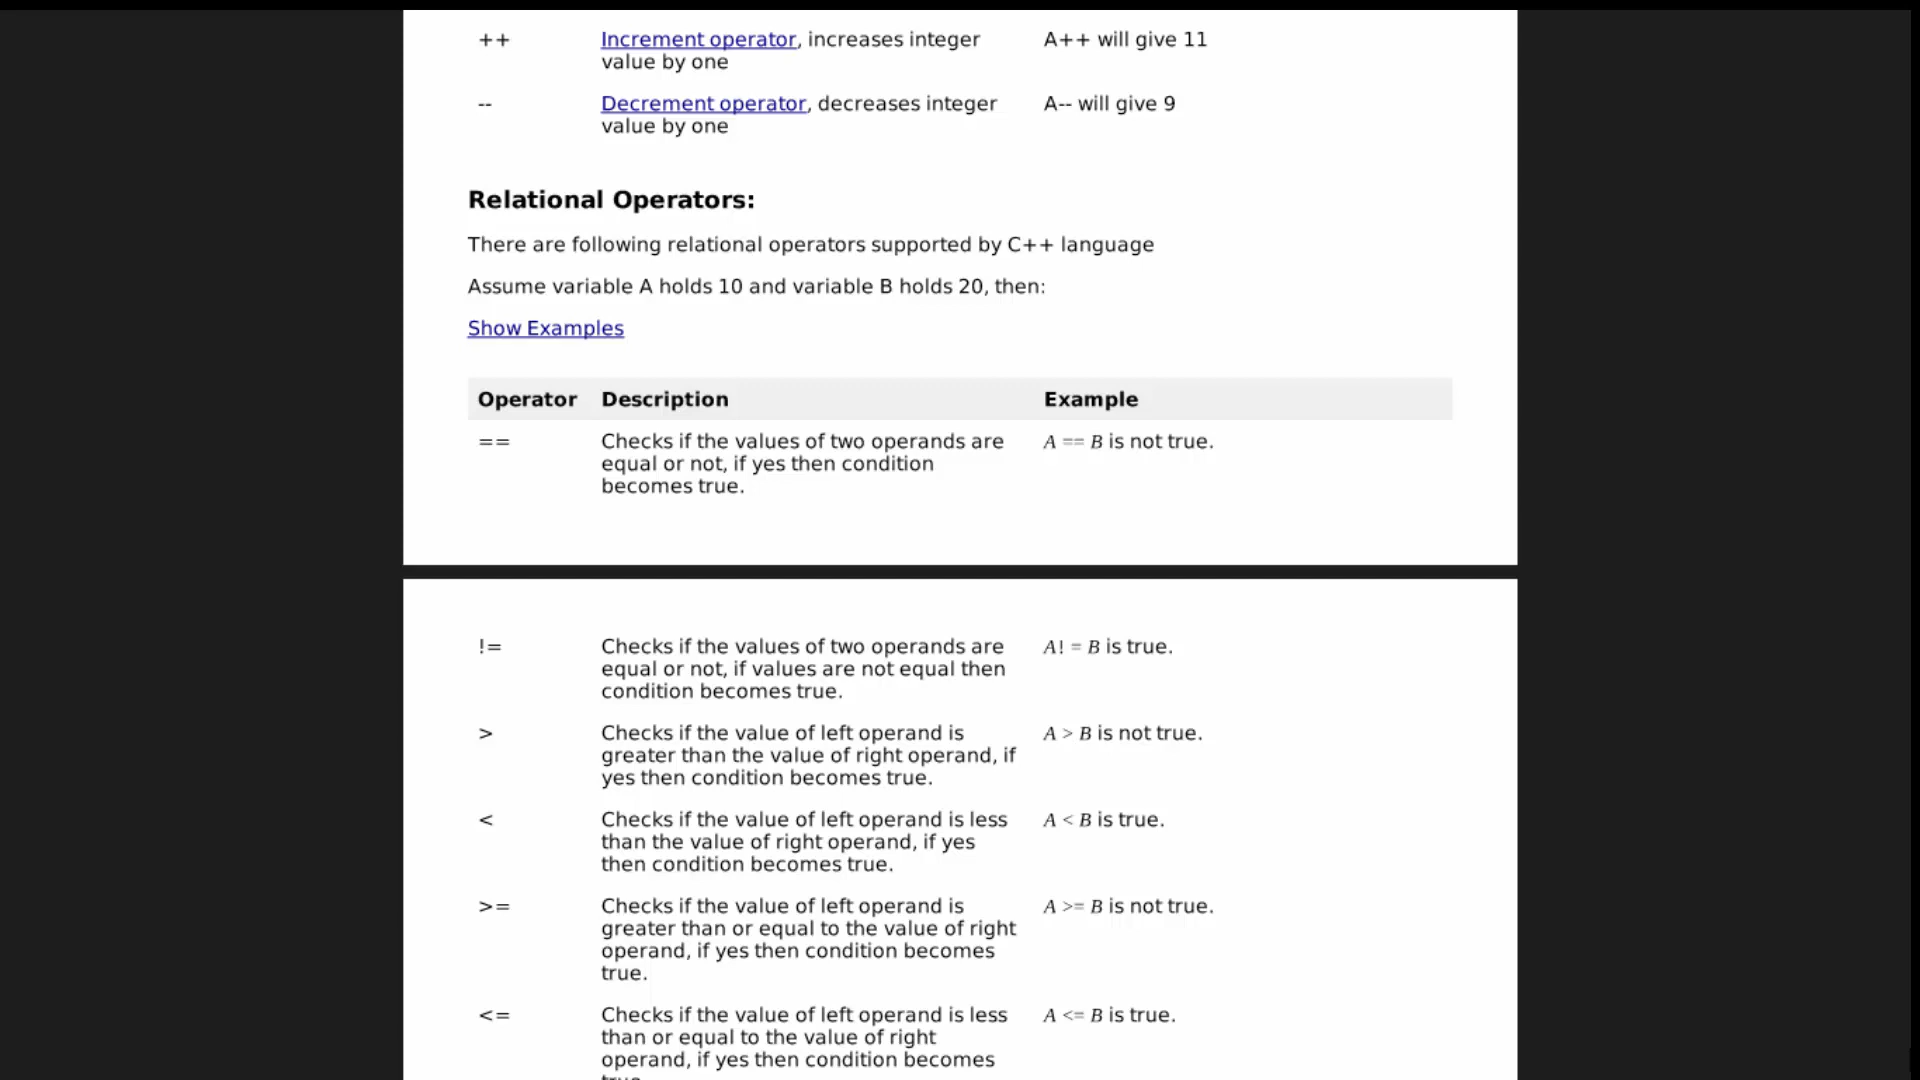 ++ Increment operator, increases integer A++ will give 11
value by one
-- Decrement operator, decreases integer A-- will give 9
value by one
Relational Operators:
There are following relational operators supported by C++ language
Assume variable A holds 10 and variable B holds 20, then:
Show Examples
Operator Description Example
== Checks if the values of two operands are A == B is not true.
equal or not, if yes then condition
becomes true.
!= Checks if the values of two operands are A! = B is true.
equal or not, if values are not equal then
condition becomes true.
> Checks if the value of left operand is A > B is not true.
greater than the value of right operand, if
yes then condition becomes true.
< Checks if the value of left operand is less A < B is true.
than the value of right operand, if yes
then condition becomes true.
>= Checks if the value of left operand is A >= B is not true.
greater than or equal to the value of right
operand, if yes then condition becomes
true.
<= Checks if the value of left operand is less A <= B is true.
than or equal to the value of right
operand, if yes then condition becomes